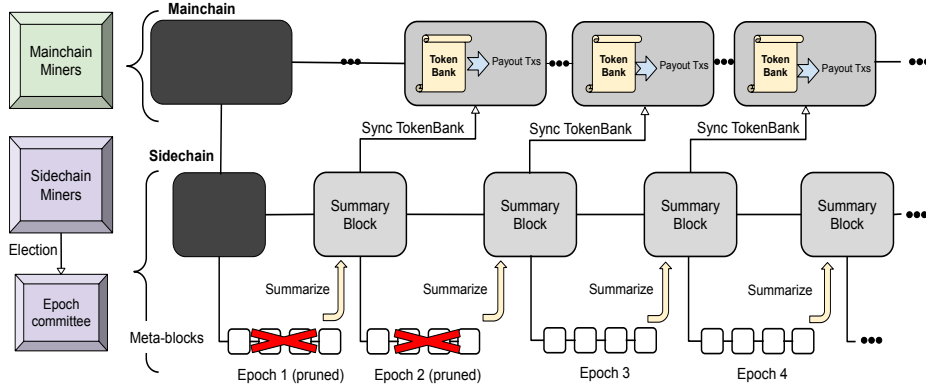 Mainchain
Mainchain
Miners
Token
Bank
Payout Txs
Token
Bank
Payout Txs
Token
Bank
Payout Txs
Sync TokenBank
Sync TokenBank
Sync TokenBank
Sidechain
Sidechain
Miners
Summary
Block
Summary
Block
Summary
Block
Summary
Block
Election
Epoch
committee
Summarize
Summarize
Summarize
Summarize
Meta-blocks
Epoch 1 (pruned)
Epoch 2 (pruned)
Epoch 3
Epoch 4